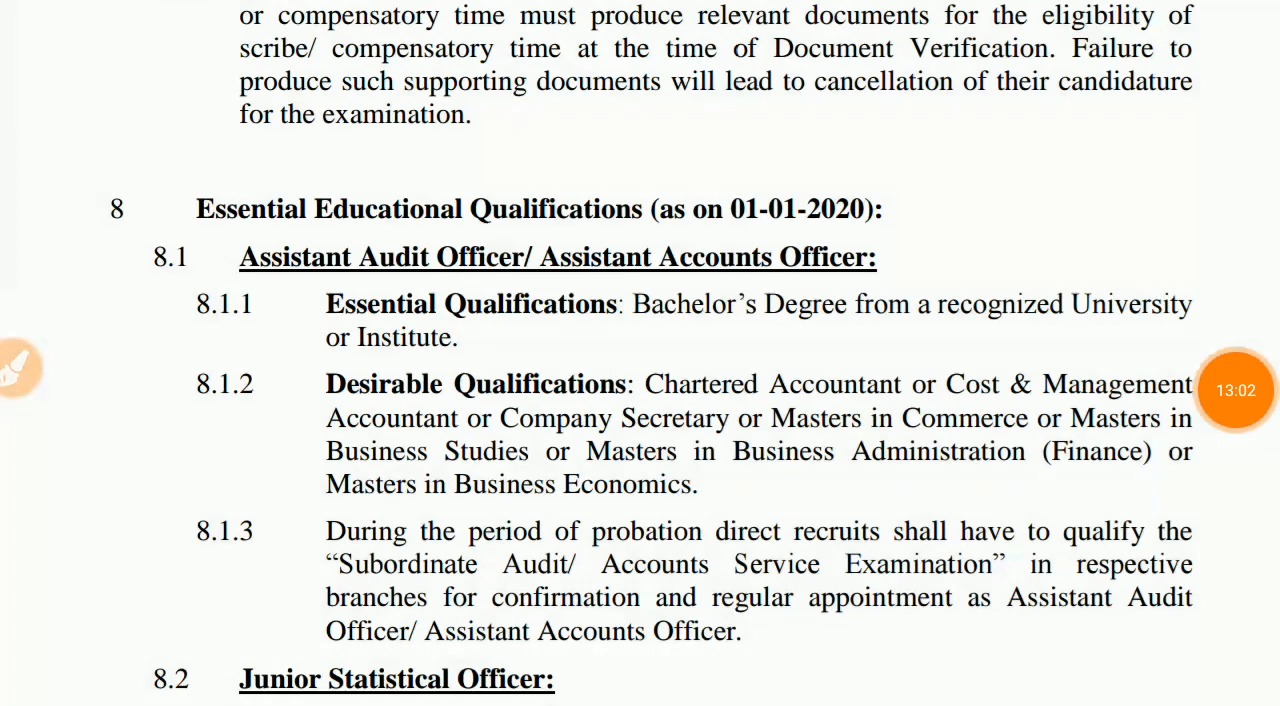 or compensatory time must produce relevant documents for the eligibility of
scribe/ compensatory time at the time of Document Verification. Failure to
produce such supporting documents will lead to cancellation of their candidature
for the examination.
8 Essential Educational Qualifications (as on 01-01-2020):
8.1 Assistant Audit Officer/ Assistant Accounts Officer:
8.1.1 Essential Qualifications: Bachelor’s Degree from a recognized University
or Institute.
8.1.2 Desirable Qualifications: Chartered Accountant or Cost & Management
Accountant or Company Secretary or Masters in Commerce or Masters in
Business Studies or Masters in Business Administration (Finance) or
Masters in Business Economics.
13:02
8.1.3 During the period of probation direct recruits shall have to qualify the
“Subordinate Audit/ Accounts Service Examination” in respective
branches for confirmation and regular appointment as Assistant Audit
Officer/ Assistant Accounts Officer.
8.2 Junior Statistical Officer: